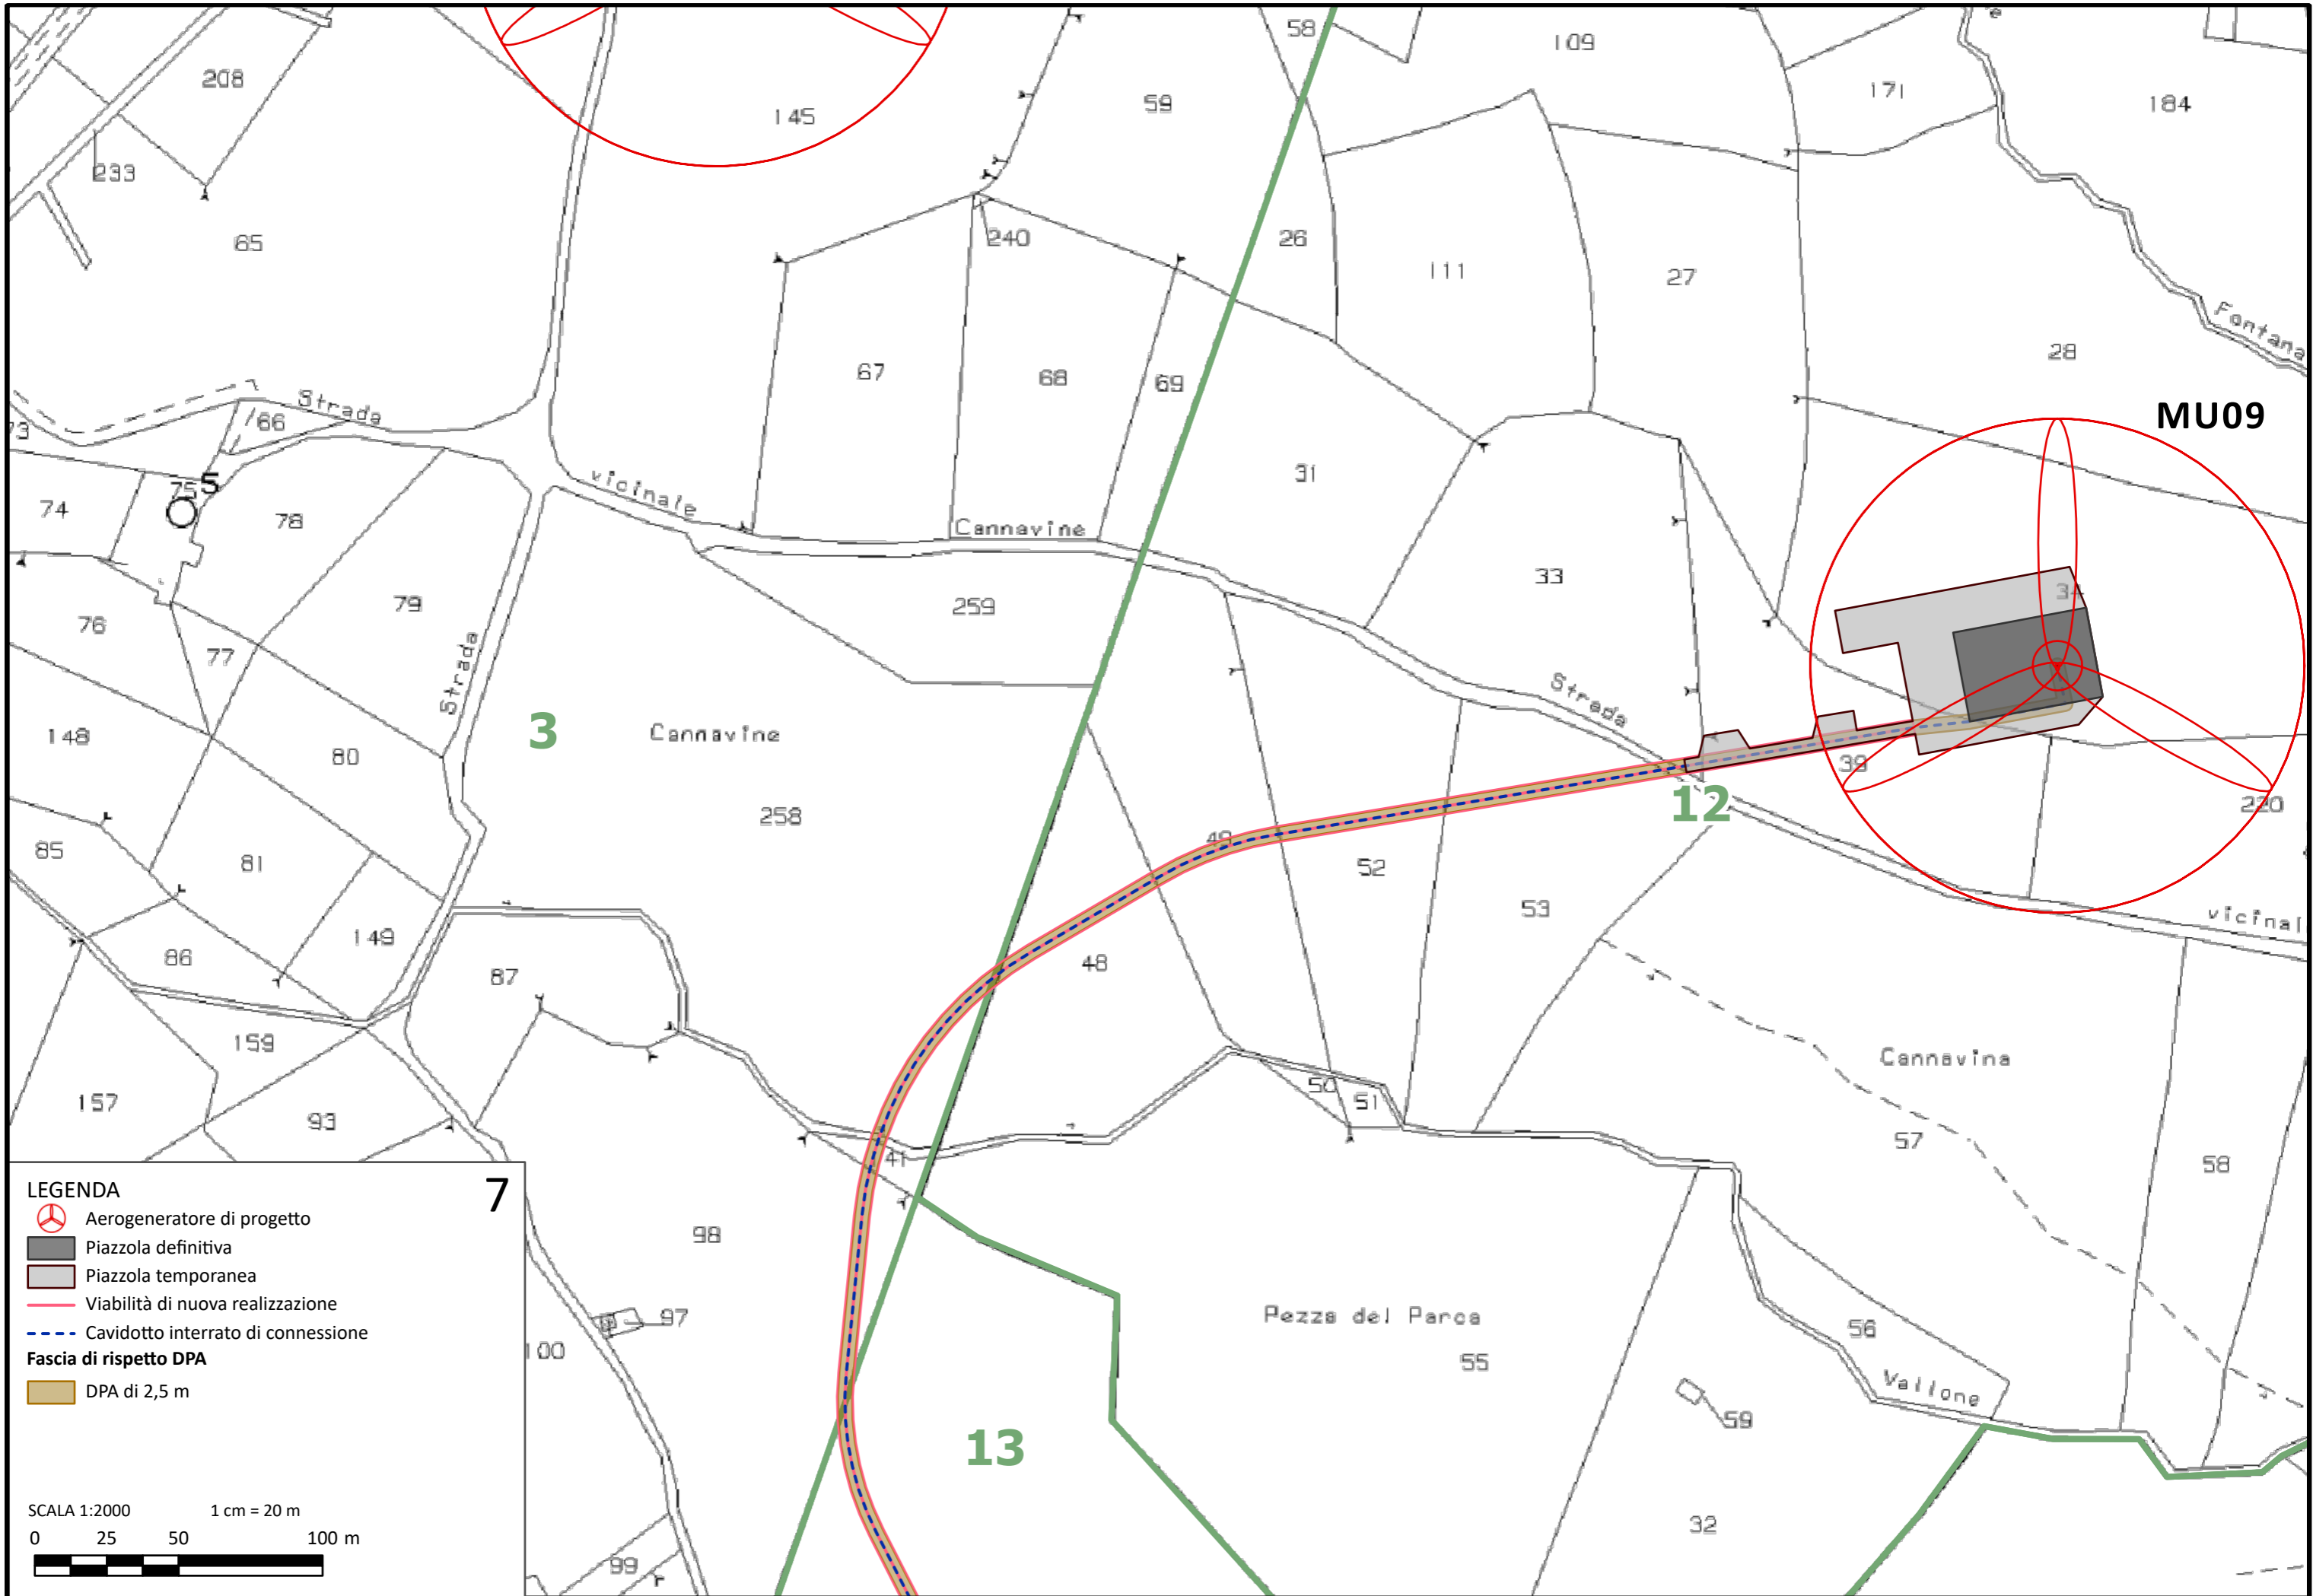 58
109
208
171
184
145
59
233
65
240
26
111
27
Fontana
28
67
68
69
MU09
Strada
66
73
31
vicinale
75
5
74
78
Cannavine
33
34
259
79
76
77
Strada
Strada
3
Cannavine
148
80
39
12
220
258
49
85
81
52
53
vicinal
149
86
48
87
159
Cannavina
50
51
157
93
57
58
41
98
97
Pezza del Parca
56
100
55
Vallone
59
13
32
99
LEGENDA
7
Aerogeneratore di progetto
Piazzola definitiva
Piazzola temporanea
Viabilità di nuova realizzazione
Cavidotto interrato di connessione
Fascia di rispetto DPA
DPA di 2,5 m
SCALA 1:2000 1 cm = 20 m
0 25 50 100 m